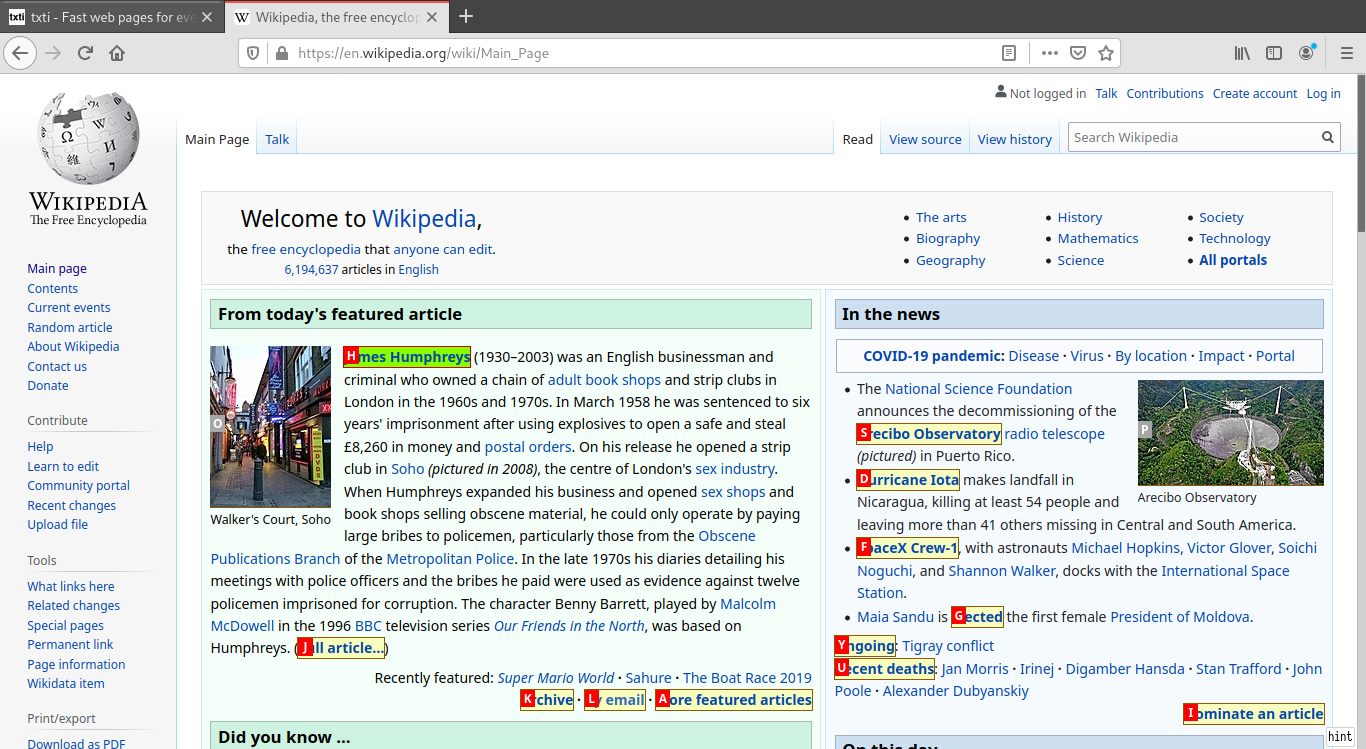 txti - Fast web pages for eve
Wikipedia, the free encyclop
https://en.wikipedia.org/wiki/Main_Page
Not logged in Talk Contributions Create account Log in
Main Page Talk Read View source View history Search Wikipedia
WIKIPEDIA
The Free Encyclopedia
Main page
Contents
Current events
Random article
About Wikipedia
Contact us
Donate
Contribute
Help
Learn to edit
Community portal
Recent changes
Upload file
Tools
What links here
Related changes
Special pages
Permanent link
Page information
Wikidata item
Print/export
Download as PDF
Welcome to Wikipedia,
the free encyclopedia that anyone can edit.
6,194,637 articles in English
The arts
Biography
Geography
History
Mathematics
Science
Society
Technology
All portals
From today's featured article
O
Walker's Court, Soho
H mes Humphreys (1930–2003) was an English businessman and
criminal who owned a chain of adult book shops and strip clubs in
London in the 1960s and 1970s. In March 1958 he was sentenced to six
years' imprisonment after using explosives to open a safe and steal
£8,260 in money and postal orders. On his release he opened a strip
club in Soho (pictured in 2008), the centre of London's sex industry.
When Humphreys expanded his business and opened sex shops and
book shops selling obscene material, he could only operate by paying
large bribes to policemen, particularly those from the Obscene
Publications Branch of the Metropolitan Police. In the late 1970s his diaries detailing his
meetings with police officers and the bribes he paid were used as evidence against twelve
policemen imprisoned for corruption. The character Benny Barrett, played by Malcolm
McDowell in the 1996 BBC television series Our Friends in the North, was based on
Humphreys. (J ll article...)
Recently featured: Super Mario World · Sahure · The Boat Race 2019
K rchive · L y email · A ore featured articles
Did you know ...
In the news
COVID-19 pandemic: Disease · Virus · By location · Impact · Portal
P
Arecibo Observatory
The National Science Foundation
announces the decommissioning of the
S recibo Observatory radio telescope
(pictured) in Puerto Rico.
D urricane Iota makes landfall in
Nicaragua, killing at least 54 people and
leaving more than 41 others missing in Central and South America.
F paceX Crew-1, with astronauts Michael Hopkins, Victor Glover, Soichi
Noguchi, and Shannon Walker, docks with the International Space
Station.
Maia Sandu is G ected the first female President of Moldova.
Y ngoing: Tigray conflict
U ecent deaths: Jan Morris · Irinej · Digamber Hansda · Stan Trafford · John
Poole · Alexander Dubyanskiy
I ominate an article
On this day
hint